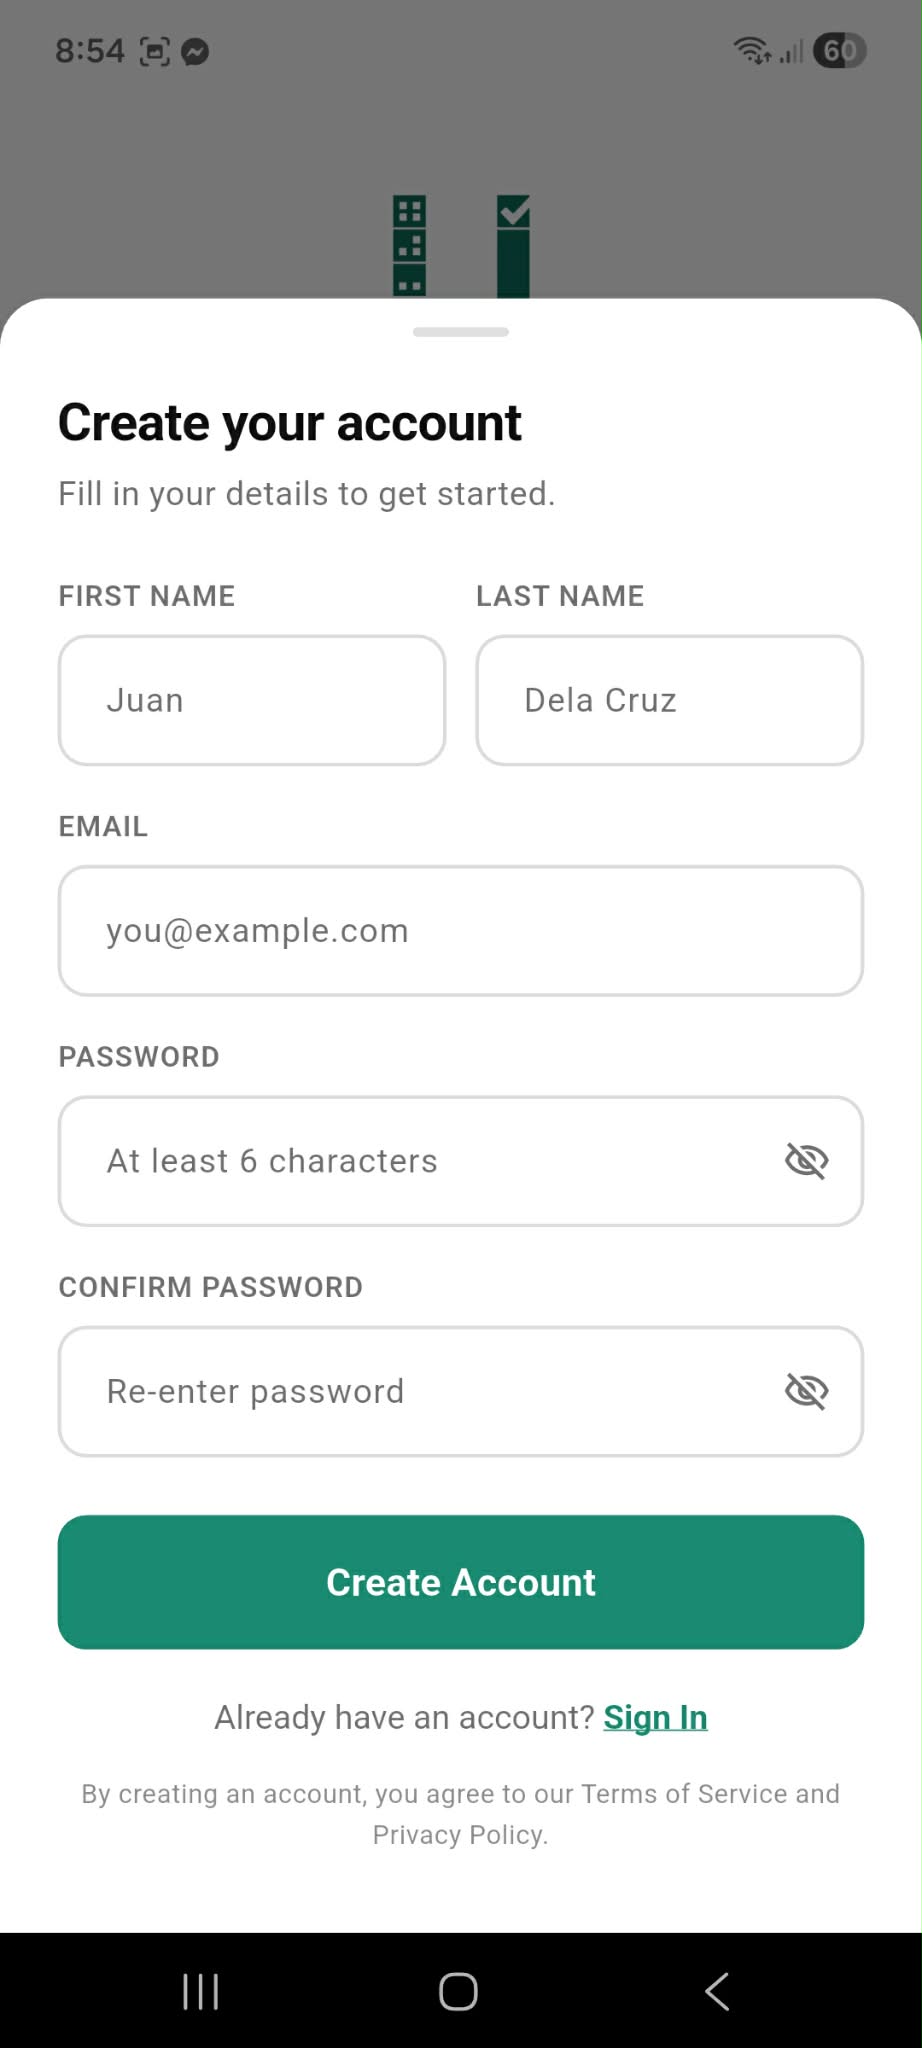 8:54
60
Create your account
Fill in your details to get started.
FIRST NAME
LAST NAME
Juan
Dela Cruz
EMAIL
you@example.com
PASSWORD
At least 6 characters
CONFIRM PASSWORD
Re-enter password
Create Account
Already have an account? Sign In
By creating an account, you agree to our Terms of Service and
Privacy Policy.